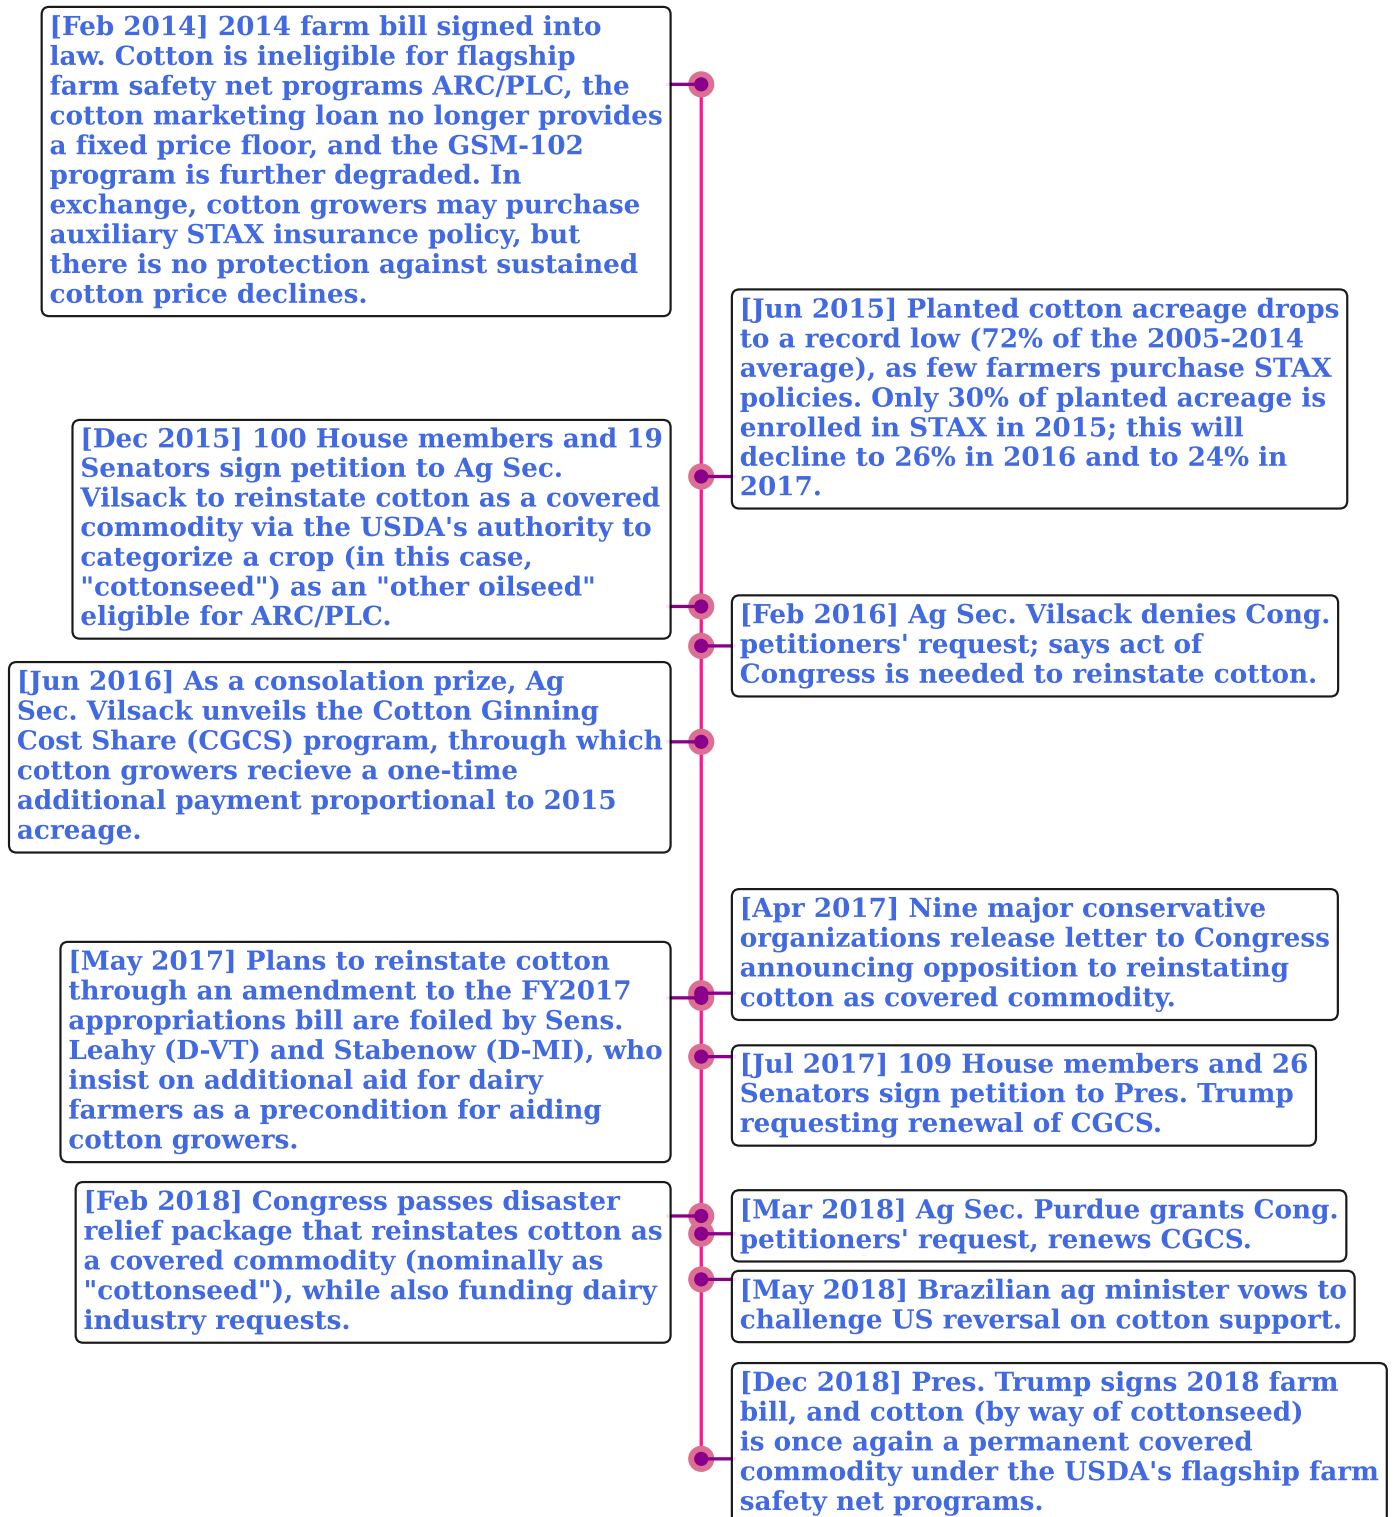 [Feb 2014] 2014 farm bill signed into
law. Cotton is ineligible for flagship
farm safety net programs ARC/PLC, the
cotton marketing loan no longer provides
a fixed price floor, and the GSM-102
program is further degraded. In
exchange, cotton growers may purchase
auxiliary STAX insurance policy, but
there is no protection against sustained
cotton price declines.
[Jun 2015] Planted cotton acreage drops
to a record low (72% of the 2005-2014
average), as few farmers purchase STAX
policies. Only 30% of planted acreage is
enrolled in STAX in 2015; this will
decline to 26% in 2016 and to 24% in
2017.
[Dec 2015] 100 House members and 19
Senators sign petition to Ag Sec.
Vilsack to reinstate cotton as a covered
commodity via the USDA's authority to
categorize a crop (in this case,
"cottonseed") as an "other oilseed"
eligible for ARC/PLC.
[Feb 2016] Ag Sec. Vilsack denies Cong.
petitioners' request; says act of
Congress is needed to reinstate cotton.
[Jun 2016] As a consolation prize, Ag
Sec. Vilsack unveils the Cotton Ginning
Cost Share (CGCS) program, through which
cotton growers recieve a one-time
additional payment proportional to 2015
acreage.
[Apr 2017] Nine major conservative
organizations release letter to Congress
announcing opposition to reinstating
cotton as covered commodity.
[May 2017] Plans to reinstate cotton
through an amendment to the FY2017
appropriations bill are foiled by Sens.
Leahy (D-VT) and Stabenow (D-MI), who
insist on additional aid for dairy
farmers as a precondition for aiding
cotton growers.
[Jul 2017] 109 House members and 26
Senators sign petition to Pres. Trump
requesting renewal of CGCS.
[Feb 2018] Congress passes disaster
relief package that reinstates cotton as
a covered commodity (nominally as
"cottonseed"), while also funding dairy
industry requests.
[Mar 2018] Ag Sec. Purdue grants Cong.
petitioners' request, renews CGCS.
[May 2018] Brazilian ag minister vows to
challenge US reversal on cotton support.
[Dec 2018] Pres. Trump signs 2018 farm
bill, and cotton (by way of cottonseed)
is once again a permanent covered
commodity under the USDA's flagship farm
safety net programs.